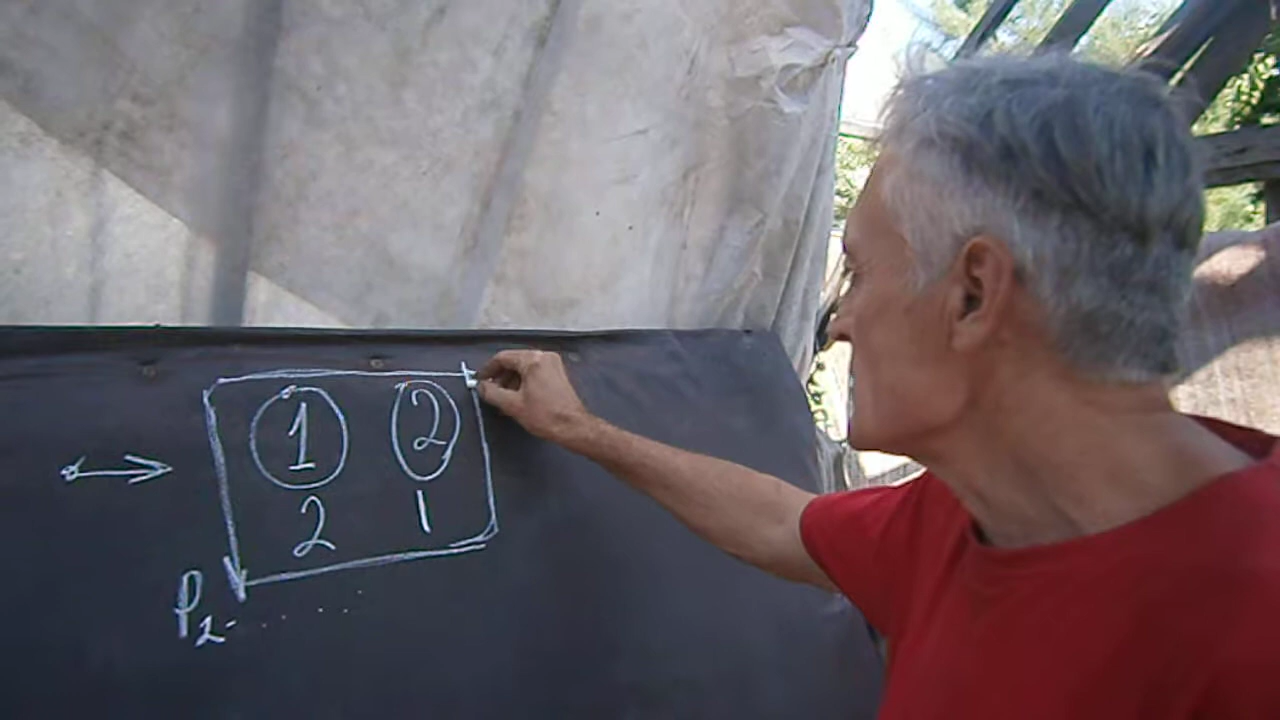 1 2
2 1
P2- ......